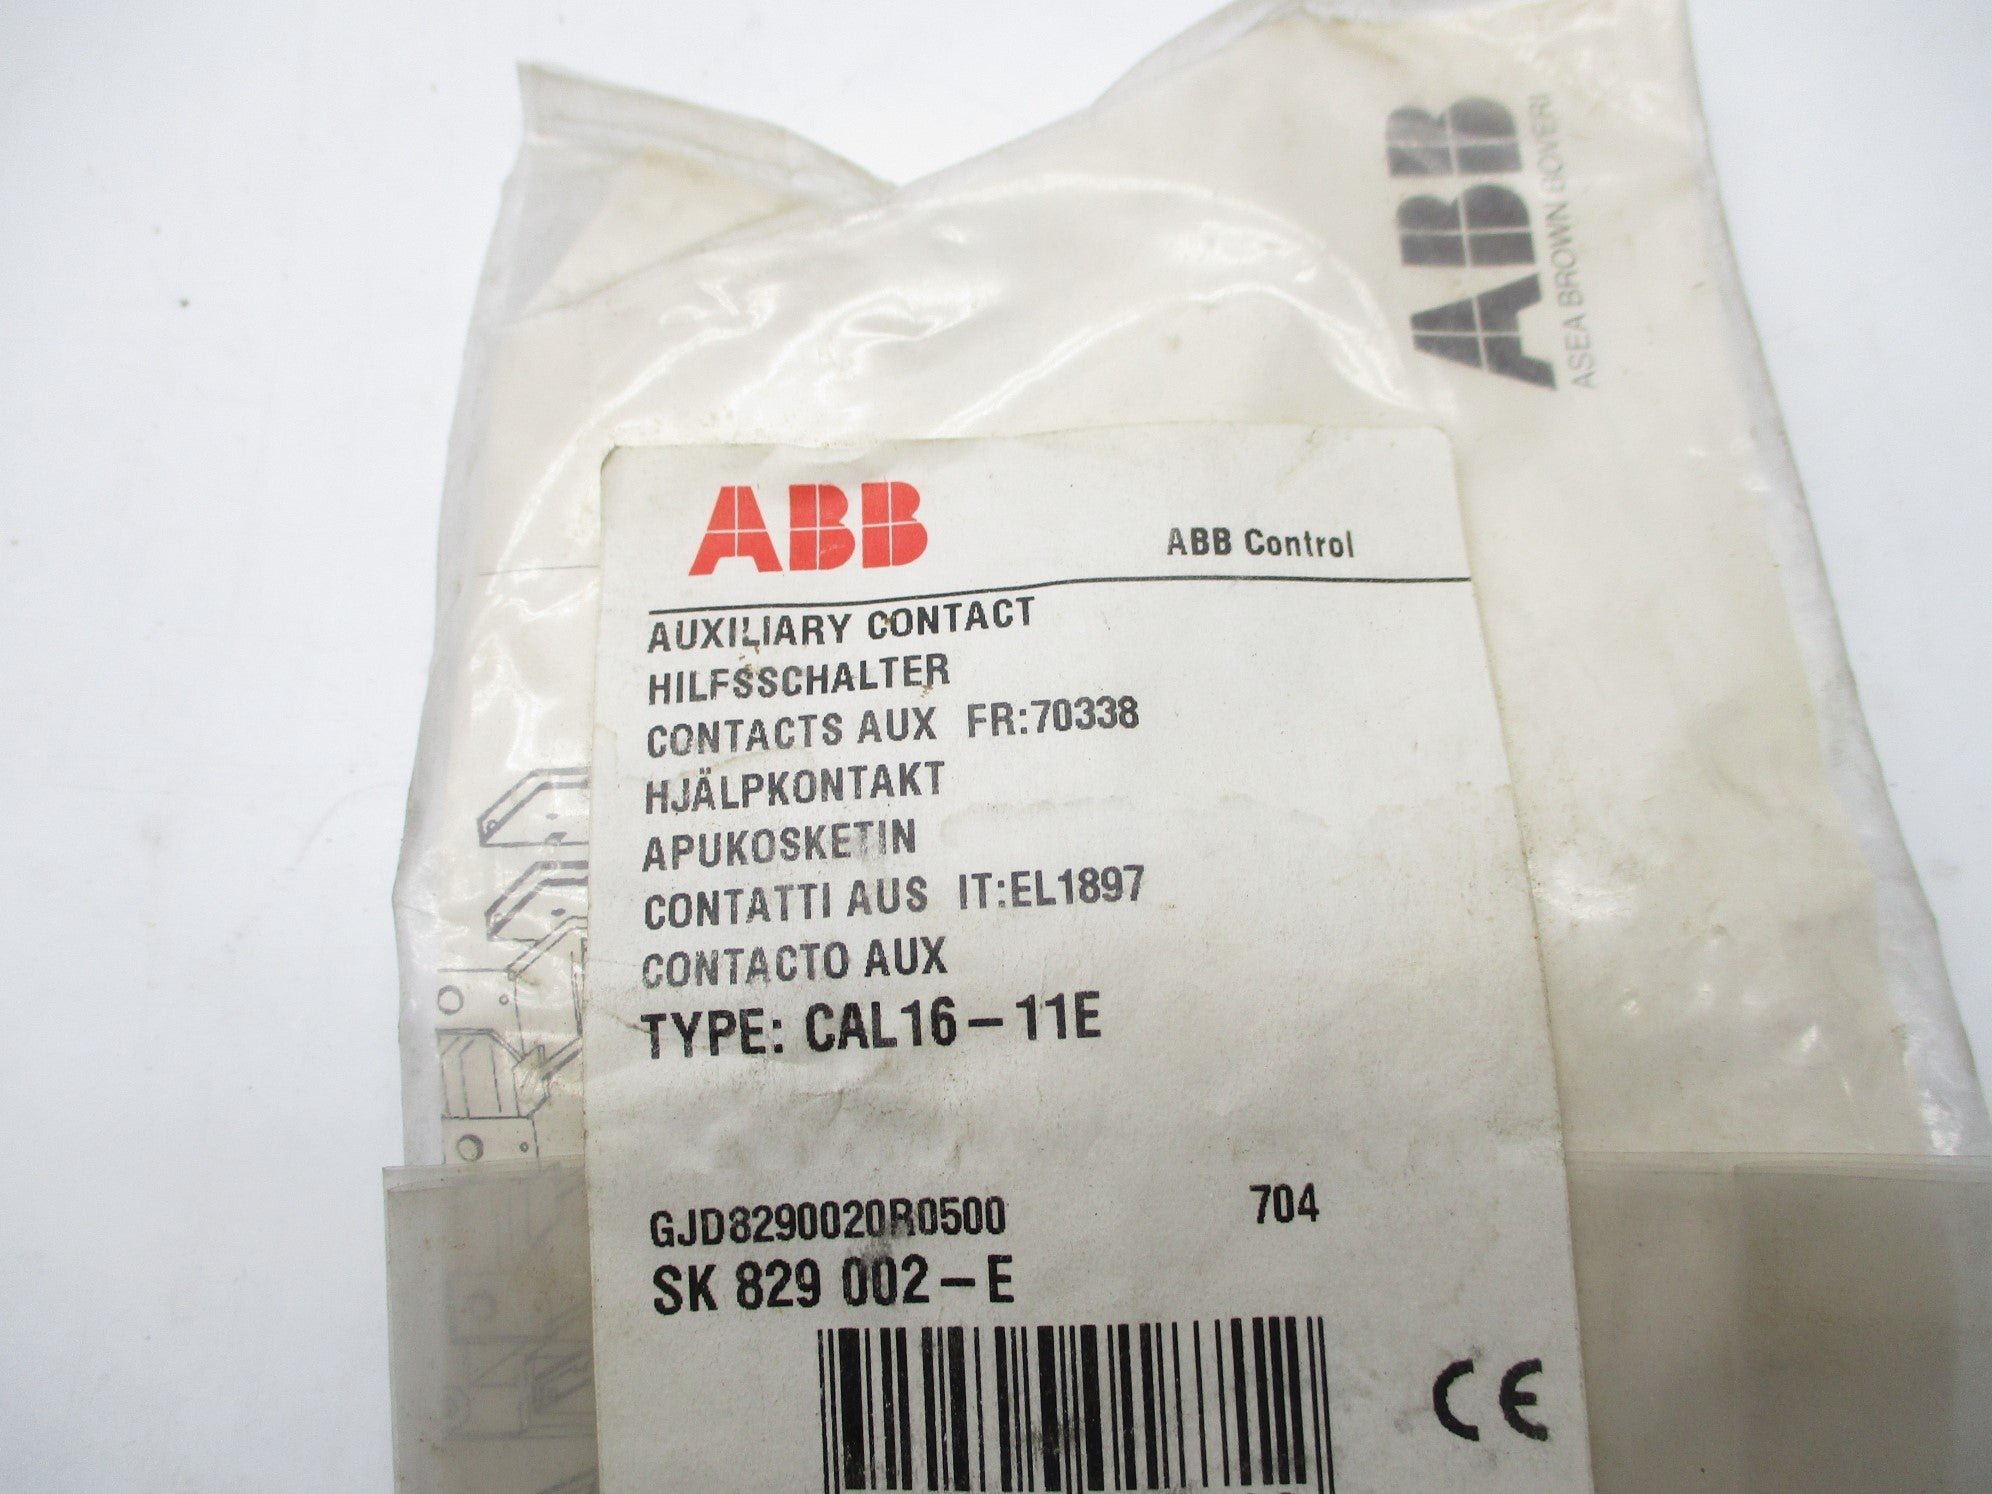 ABB
ASEA BROWN BOVERI
ABB
ABB Control
AUXILIARY CONTACT
HILFSSCHALTER
CONTACTS AUX FR:70338
HJÄLPKONTAKT
APUKOSKETIN
CONTATTI AUS IT:EL1897
CONTACTO AUX
TYPE: CAL16-11E
GJD8290020R0500 704
SK 829 002-E
CE